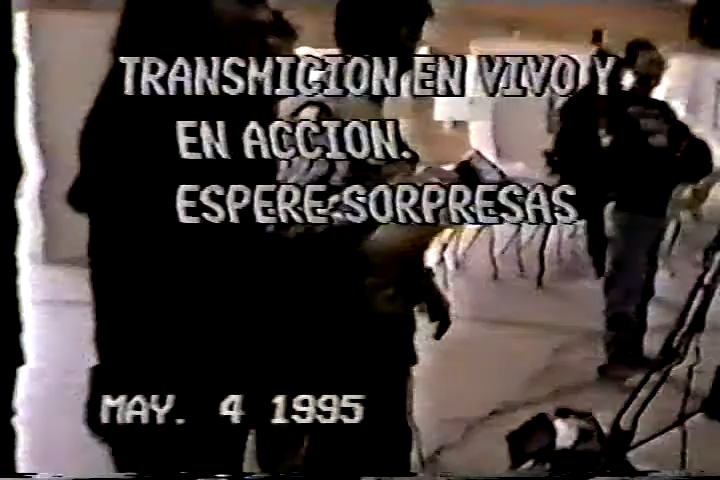 TRANSMICION EN VIVO Y
EN ACCION.
ESPERE SORPRESAS
MAY. 4 1995